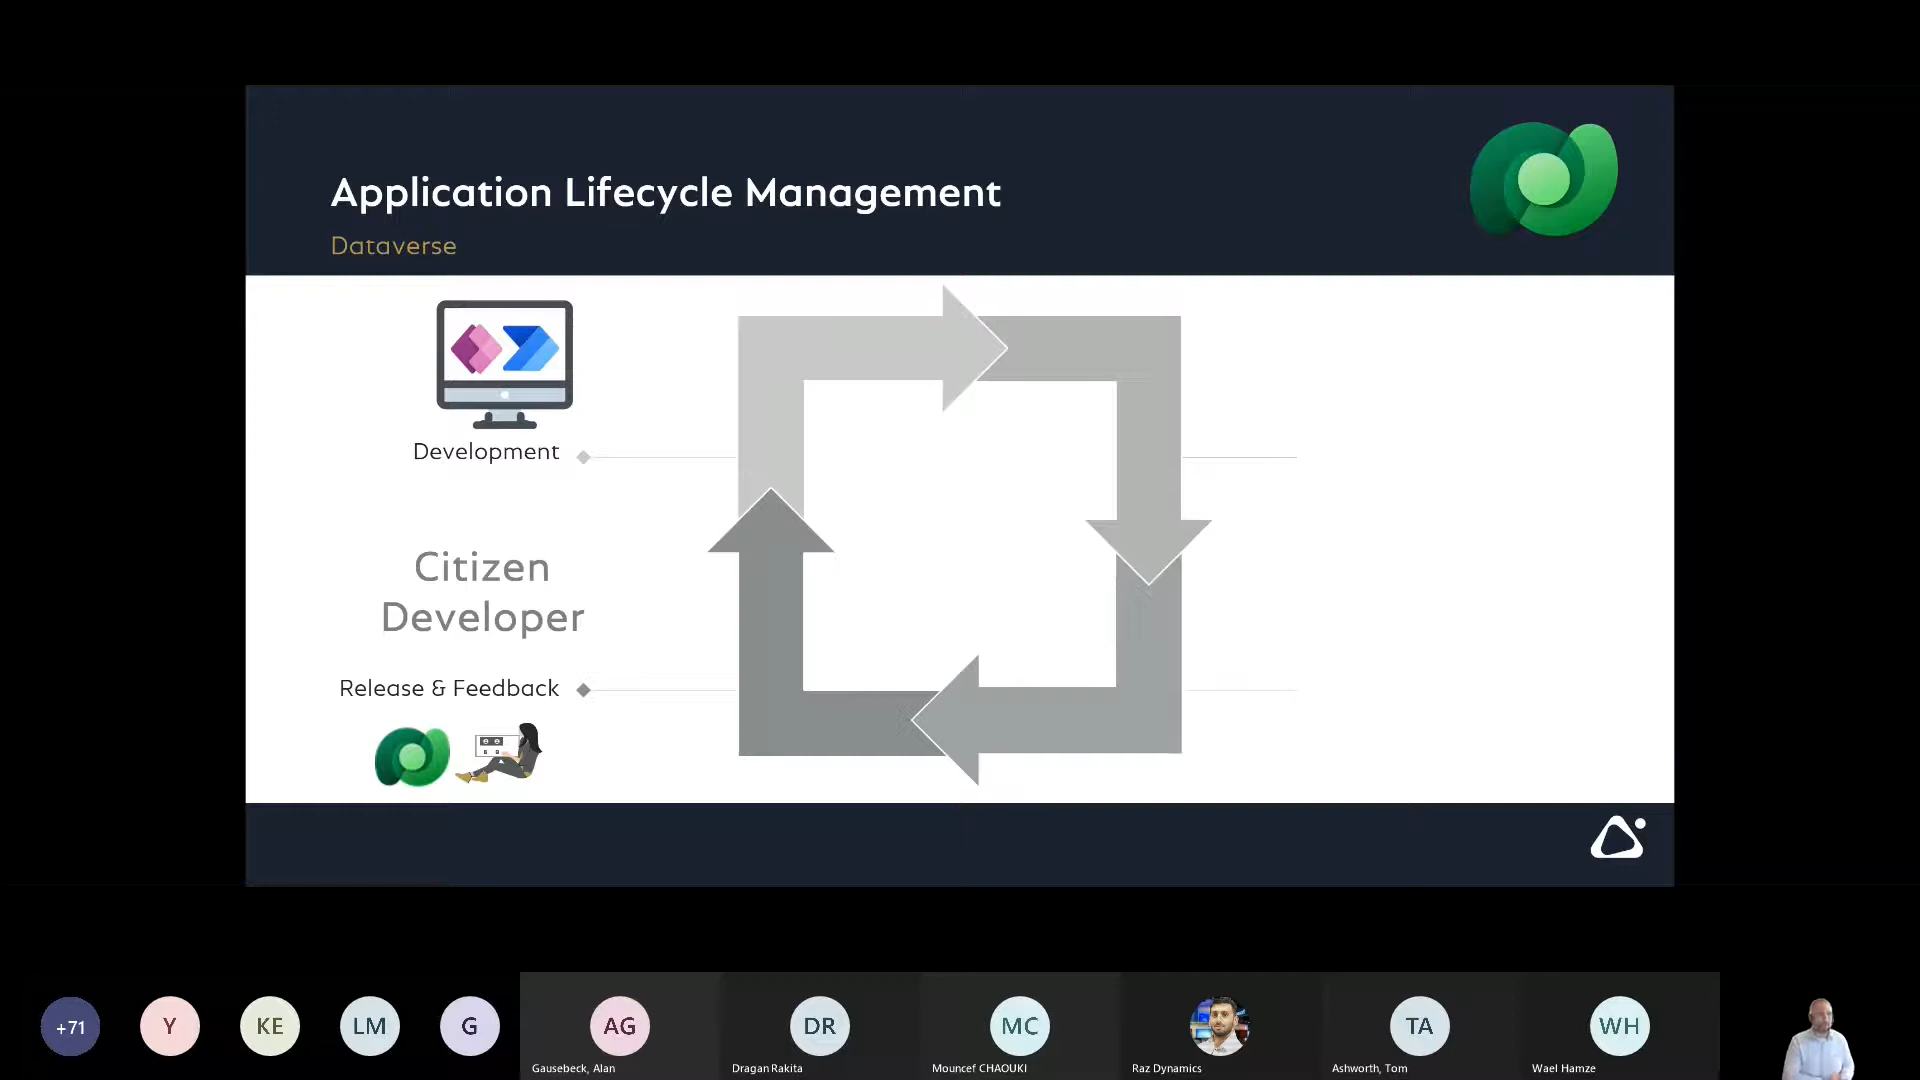 Application Lifecycle Management
Dataverse
Development
Citizen
Developer
Release & Feedback
+71
Y
KE
LM
G
AG
DR
MC
TA
WH
Gausebeck, Alan
Dragan Rakita
Mouncef CHAOUKI
Raz Dynamics
Ashworth, Tom
Wael Hamze